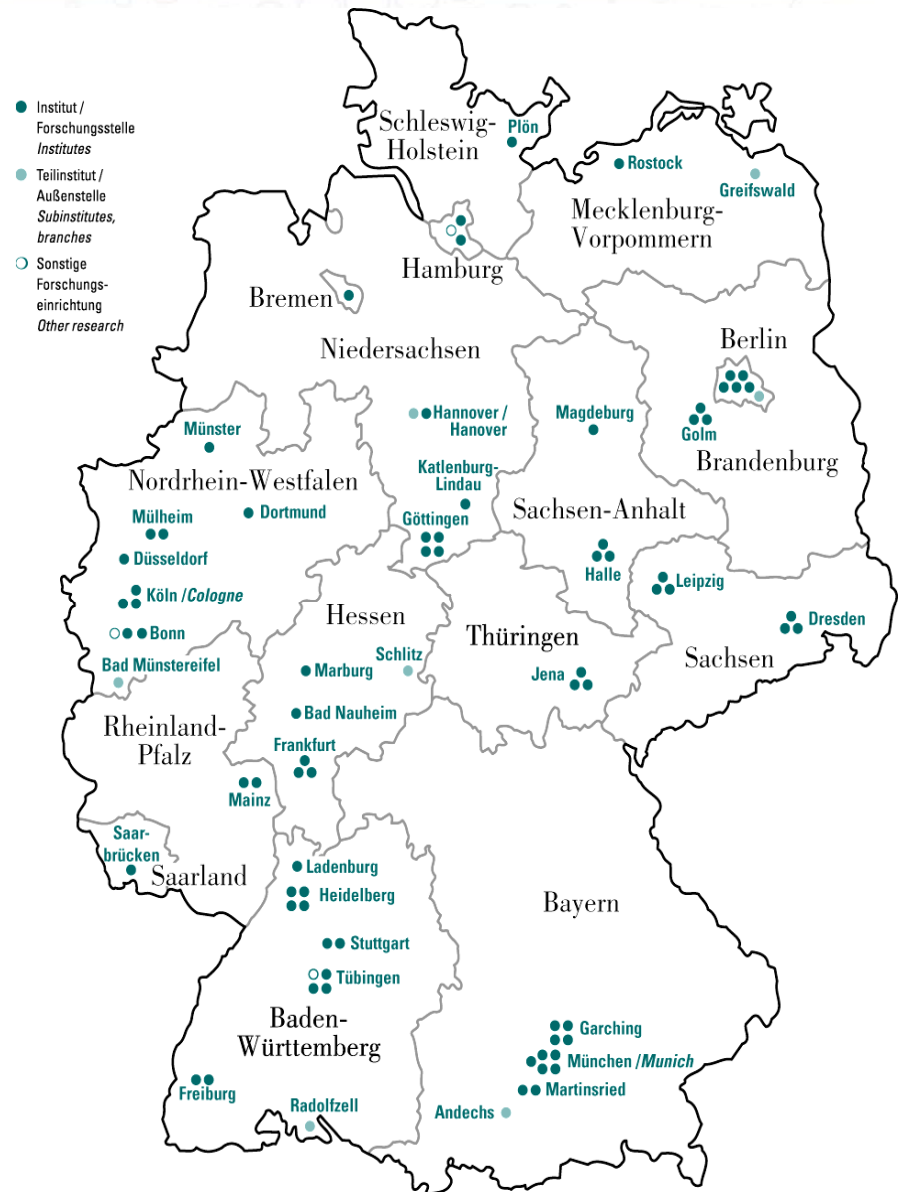 Institut /
Forschungsstelle
Institutes
Teilinstitut /
Außenstelle
Subinstitutes,
branches
Sonstige
Forschungs-
einrichtung
Other research
Schleswig-
Holstein
Plön
Rostock
Greifswald
Mecklenburg-
Vorpommern
Hamburg
Bremen
Niedersachsen
Berlin
Hannover /
Hanover
Magdeburg
Golm
Brandenburg
Münster
Nordrhein-Westfalen
Katlenburg-
Lindau
Dortmund
Sachsen-Anhalt
Mülheim
Göttingen
Düsseldorf
Halle
Leipzig
Köln /Cologne
Hessen
Dresden
Bonn
Thüringen
Sachsen
Bad Münstereifel
Marburg
Schlitz
Jena
Bad Nauheim
Rheinland-
Pfalz
Frankfurt
Mainz
Saar-
brücken
Saarland
Ladenburg
Heidelberg
Bayern
Stuttgart
Tübingen
Baden-
Württemberg
Garching
München /Munich
Martinsried
Freiburg
Radolfzell
Andechs